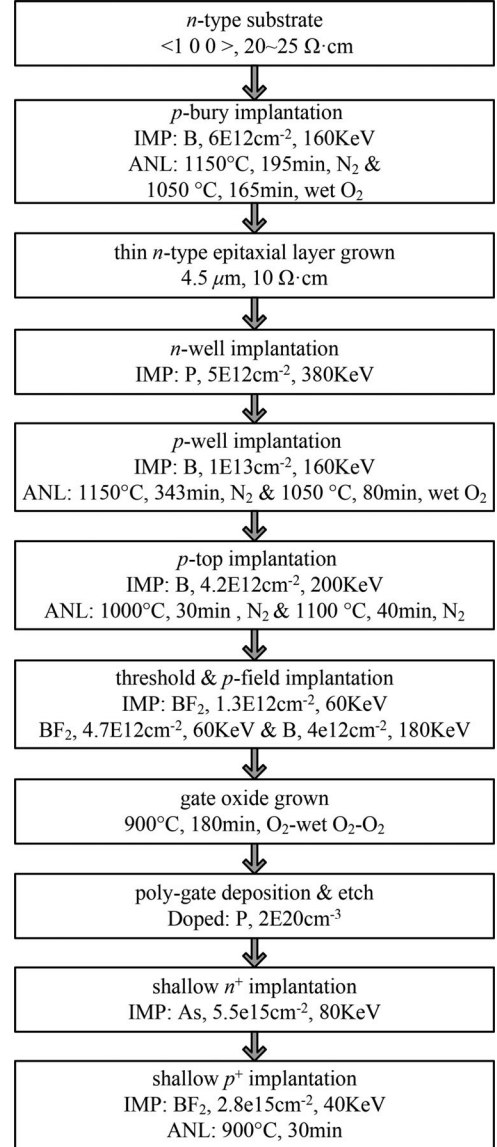 n-type substrate
<1 0 0 >, 20~25 Ω·cm
p-bury implantation
IMP: B, 6E12cm⁻², 160KeV
ANL: 1150°C, 195min, N₂ &
1050 °C, 165min, wet O₂
thin n-type epitaxial layer grown
4.5 μm, 10 Ω·cm
n-well implantation
IMP: P, 5E12cm⁻², 380KeV
p-well implantation
IMP: B, 1E13cm⁻², 160KeV
ANL: 1150°C, 343min, N₂ & 1050 °C, 80min, wet O₂
p-top implantation
IMP: B, 4.2E12cm⁻², 200KeV
ANL: 1000°C, 30min , N₂ & 1100 °C, 40min, N₂
threshold & p-field implantation
IMP: BF₂, 1.3E12cm⁻², 60KeV
BF₂, 4.7E12cm⁻², 60KeV & B, 4e12cm⁻², 180KeV
gate oxide grown
900°C, 180min, O₂-wet O₂-O₂
poly-gate deposition & etch
Doped: P, 2E20cm⁻³
shallow n⁺ implantation
IMP: As, 5.5e15cm⁻², 80KeV
shallow p⁺ implantation
IMP: BF₂, 2.8e15cm⁻², 40KeV
ANL: 900°C, 30min